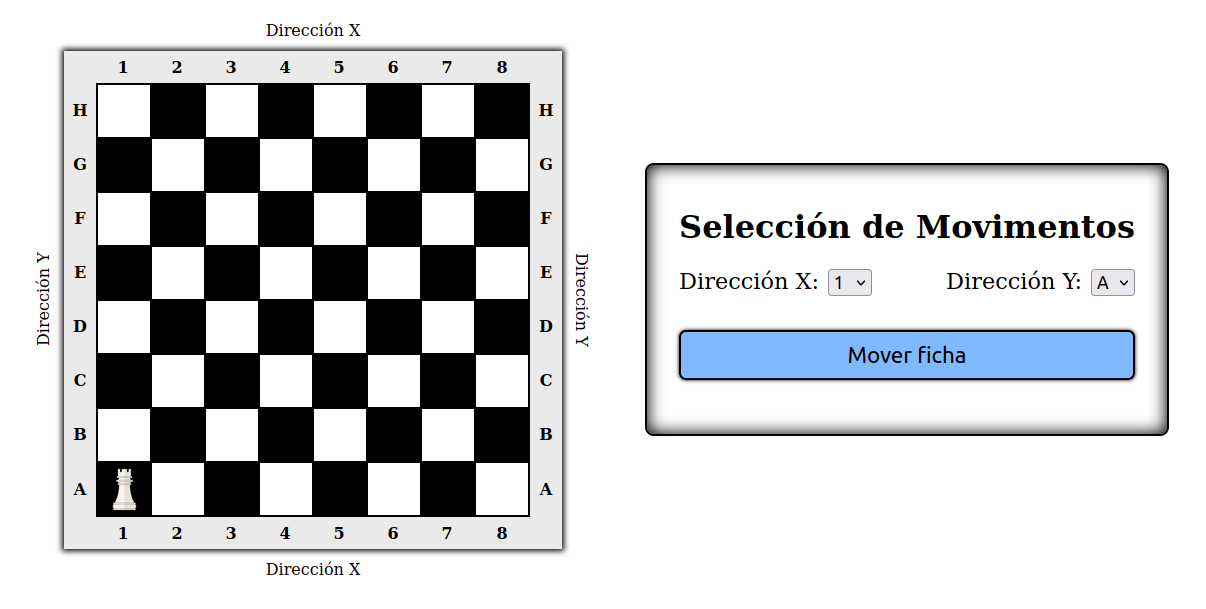 Dirección X
1 2 3 4 5 6 7 8
H H
G G
F F
E E
D D
C C
B B
A A
1 2 3 4 5 6 7 8
Dirección X
Dirección Y
Dirección Y
Selección de Movimentos
Dirección X: 1 Dirección Y: A
Mover ficha